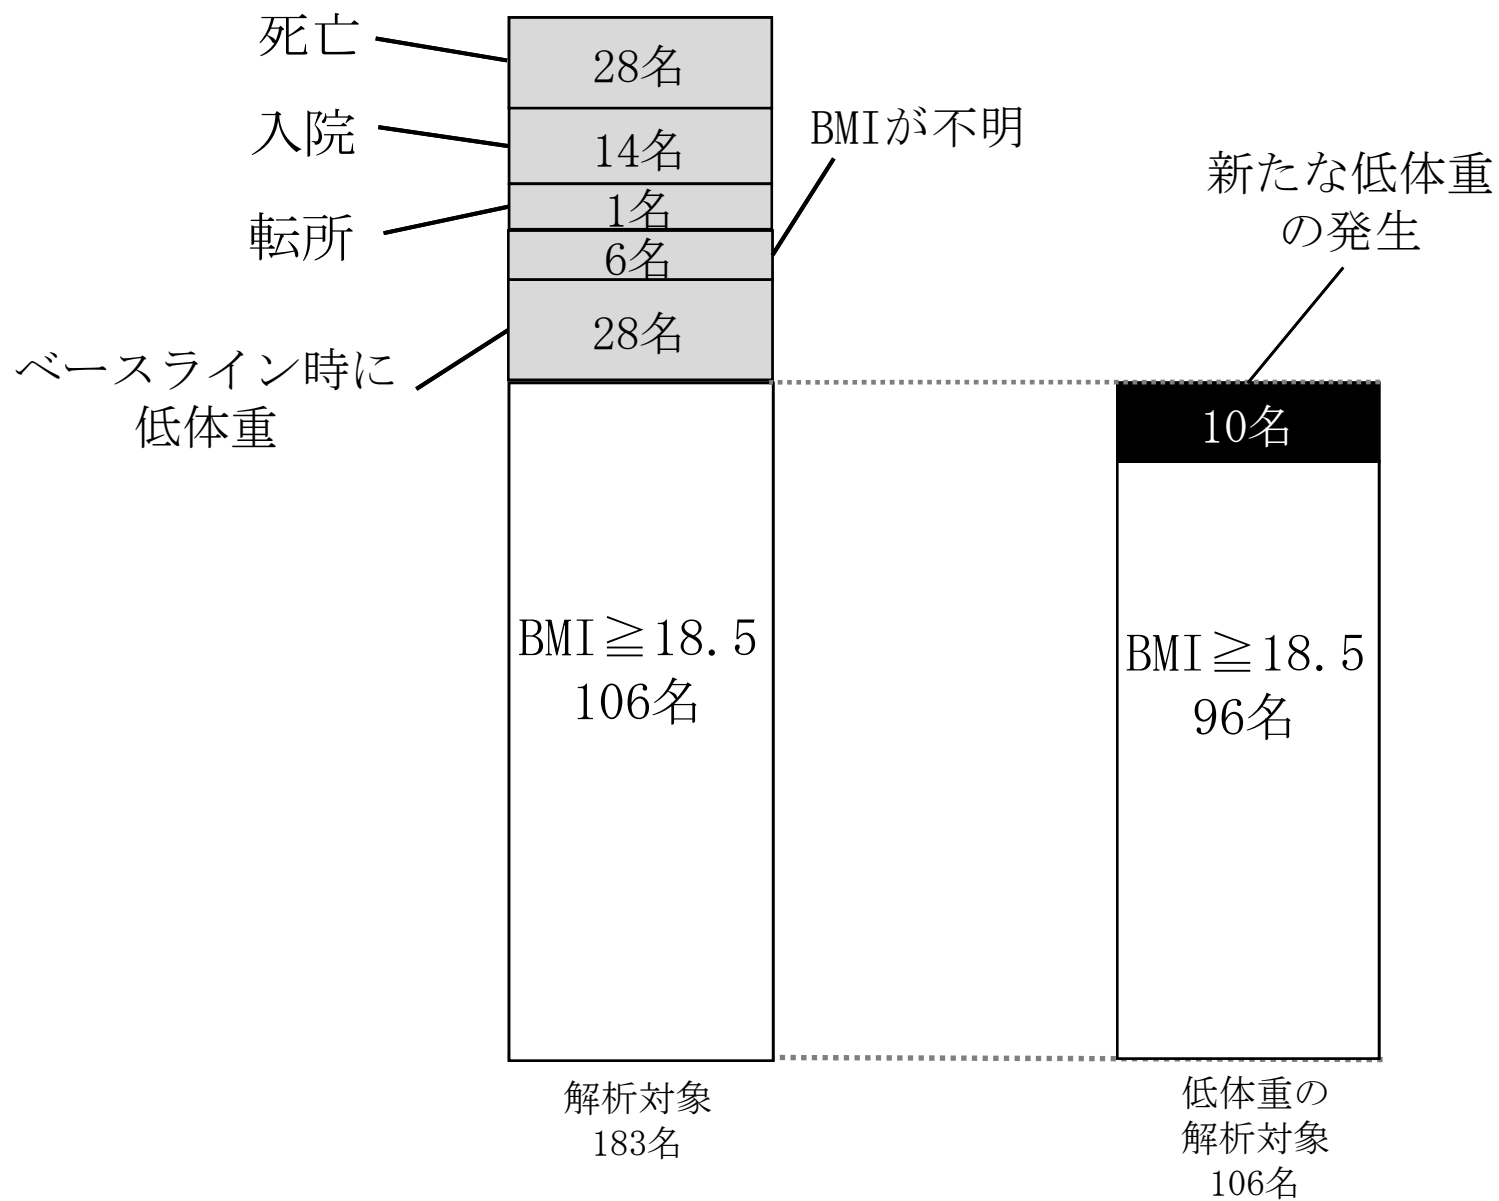 死亡
28名
入院
14名
BMIが不明
転所
1名
6名
新たな低体重
の発生
ベースライン時に
低体重
28名
10名
BMI≧18.5
106名
BMI≧18.5
96名
解析対象
183名
低体重の
解析対象
106名